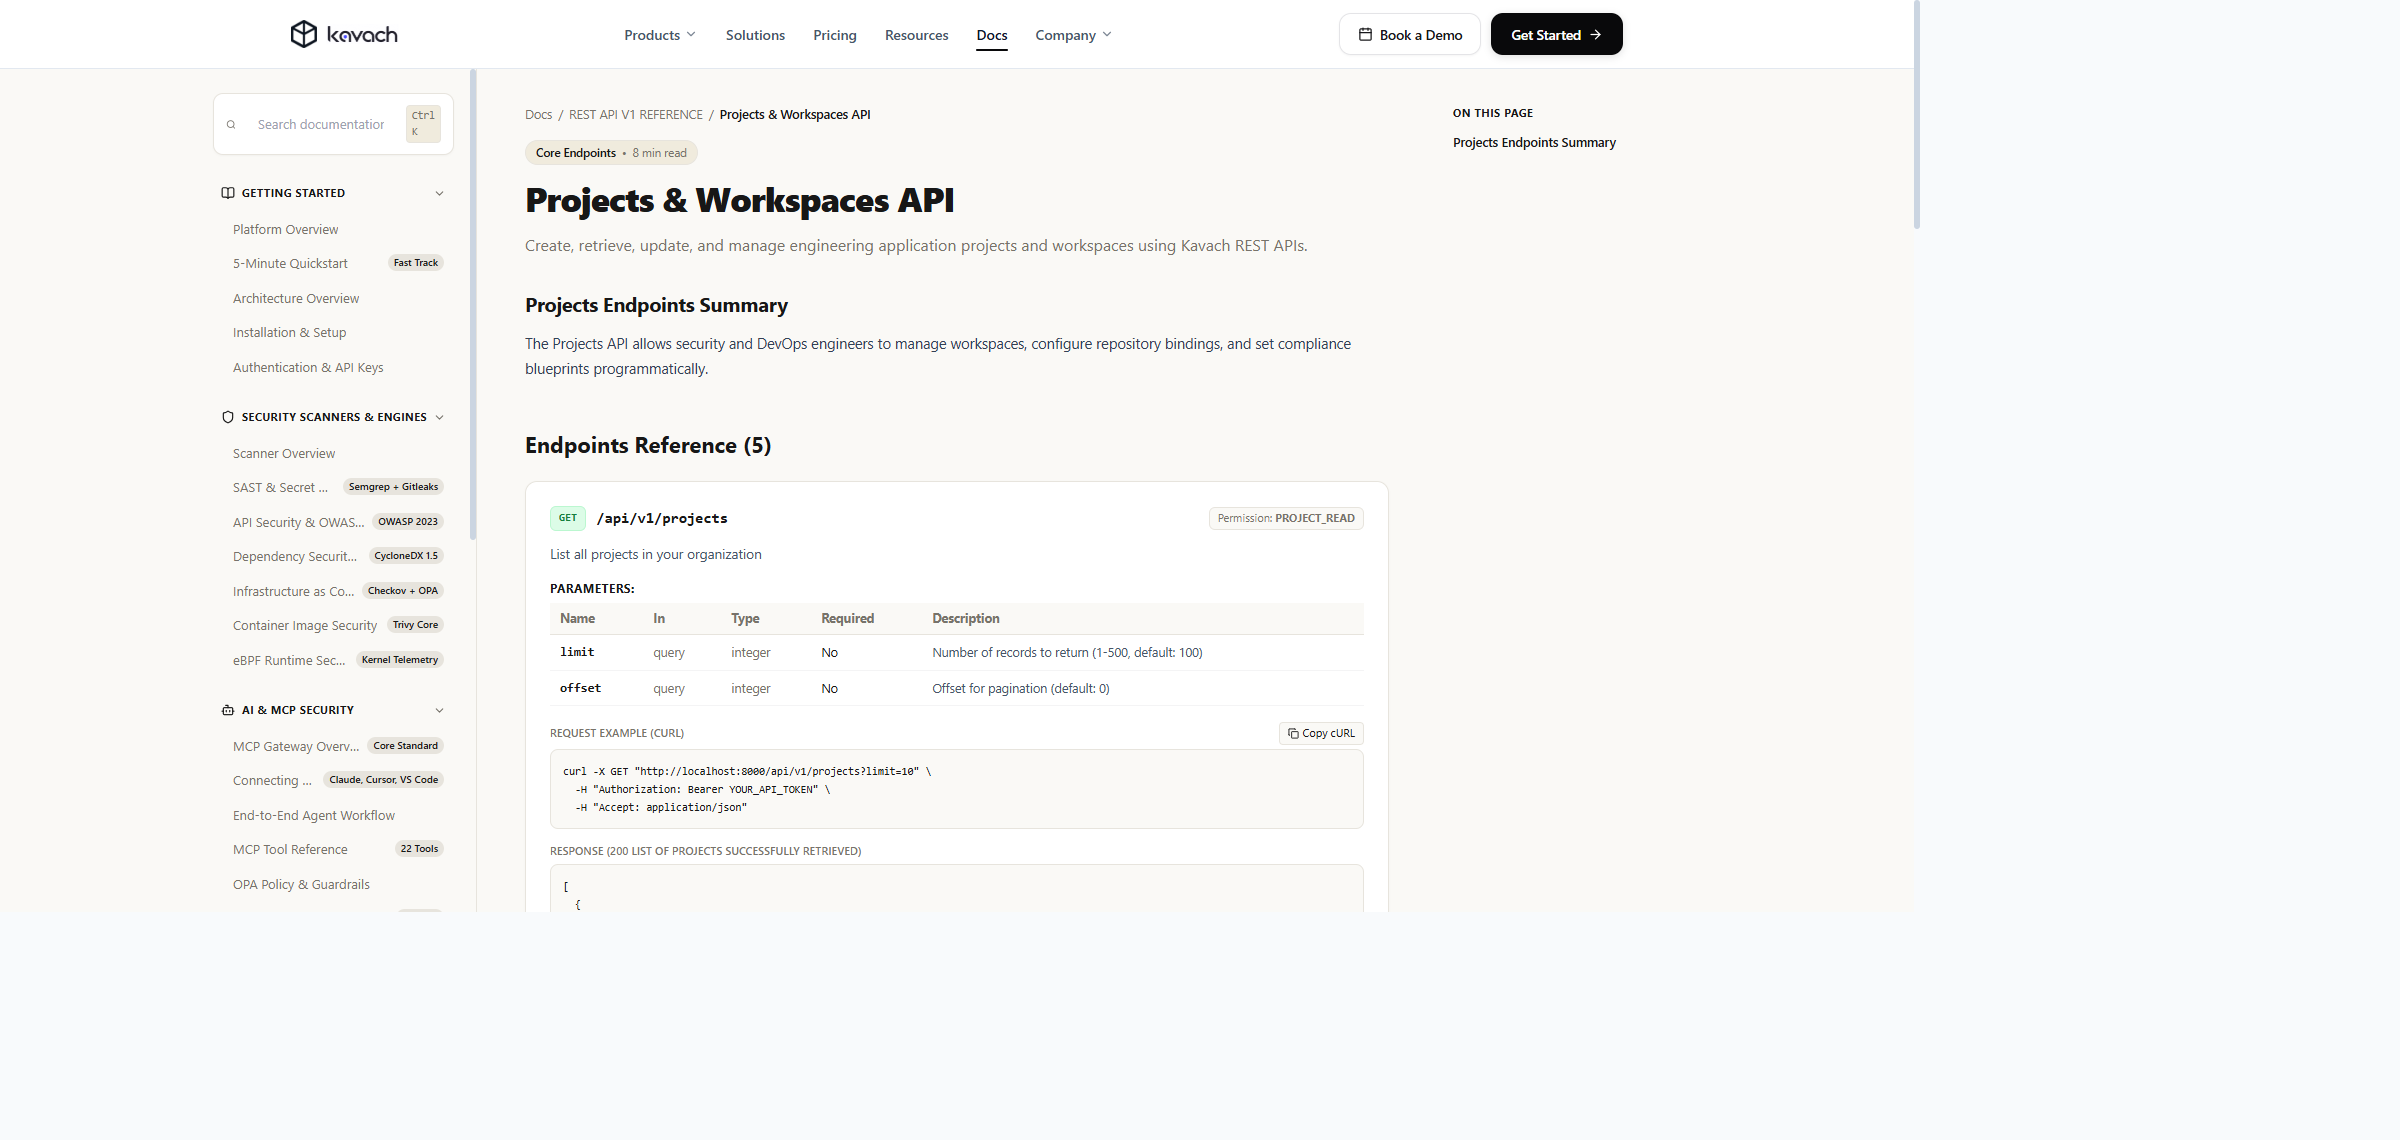 kavach
Products
Solutions
Pricing
Resources
Docs
Company
Book a Demo
Get Started
Search documentation
Ctrl
K
GETTING STARTED
Platform Overview
5-Minute Quickstart Fast Track
Architecture Overview
Installation & Setup
Authentication & API Keys
SECURITY SCANNERS & ENGINES
Scanner Overview
SAST & Secret ... Semgrep + Gitleaks
API Security & OWAS... OWASP 2023
Dependency Securit... CycloneDX 1.5
Infrastructure as Co... Checkov + OPA
Container Image Security Trivy Core
eBPF Runtime Sec... Kernel Telemetry
AI & MCP SECURITY
MCP Gateway Overv... Core Standard
Connecting ... Claude, Cursor, VS Code
End-to-End Agent Workflow
MCP Tool Reference 22 Tools
OPA Policy & Guardrails
Docs / REST API V1 REFERENCE / Projects & Workspaces API
Core Endpoints • 8 min read
Projects & Workspaces API
Create, retrieve, update, and manage engineering application projects and workspaces using Kavach REST APIs.
Projects Endpoints Summary
The Projects API allows security and DevOps engineers to manage workspaces, configure repository bindings, and set compliance
blueprints programmatically.
Endpoints Reference (5)
GET /api/v1/projects Permission: PROJECT_READ
List all projects in your organization
PARAMETERS:
Name In Type Required Description
limit query integer No Number of records to return (1-500, default: 100)
offset query integer No Offset for pagination (default: 0)
REQUEST EXAMPLE (CURL) Copy cURL
curl -X GET "http://localhost:8000/api/v1/projects?limit=10" \
-H "Authorization: Bearer YOUR_API_TOKEN" \
-H "Accept: application/json"
RESPONSE (200 LIST OF PROJECTS SUCCESSFULLY RETRIEVED)
[
{
ON THIS PAGE
Projects Endpoints Summary